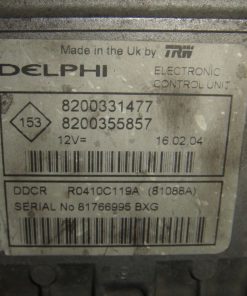 Made in the Uk by TRW
DELPHI ELECTRONIC
CONTROL UNIT
153
8200331477
8200355857
12V= 16.02.04
DDCR R0410C119A (81088A)
SERIAL No 81766995 BXG